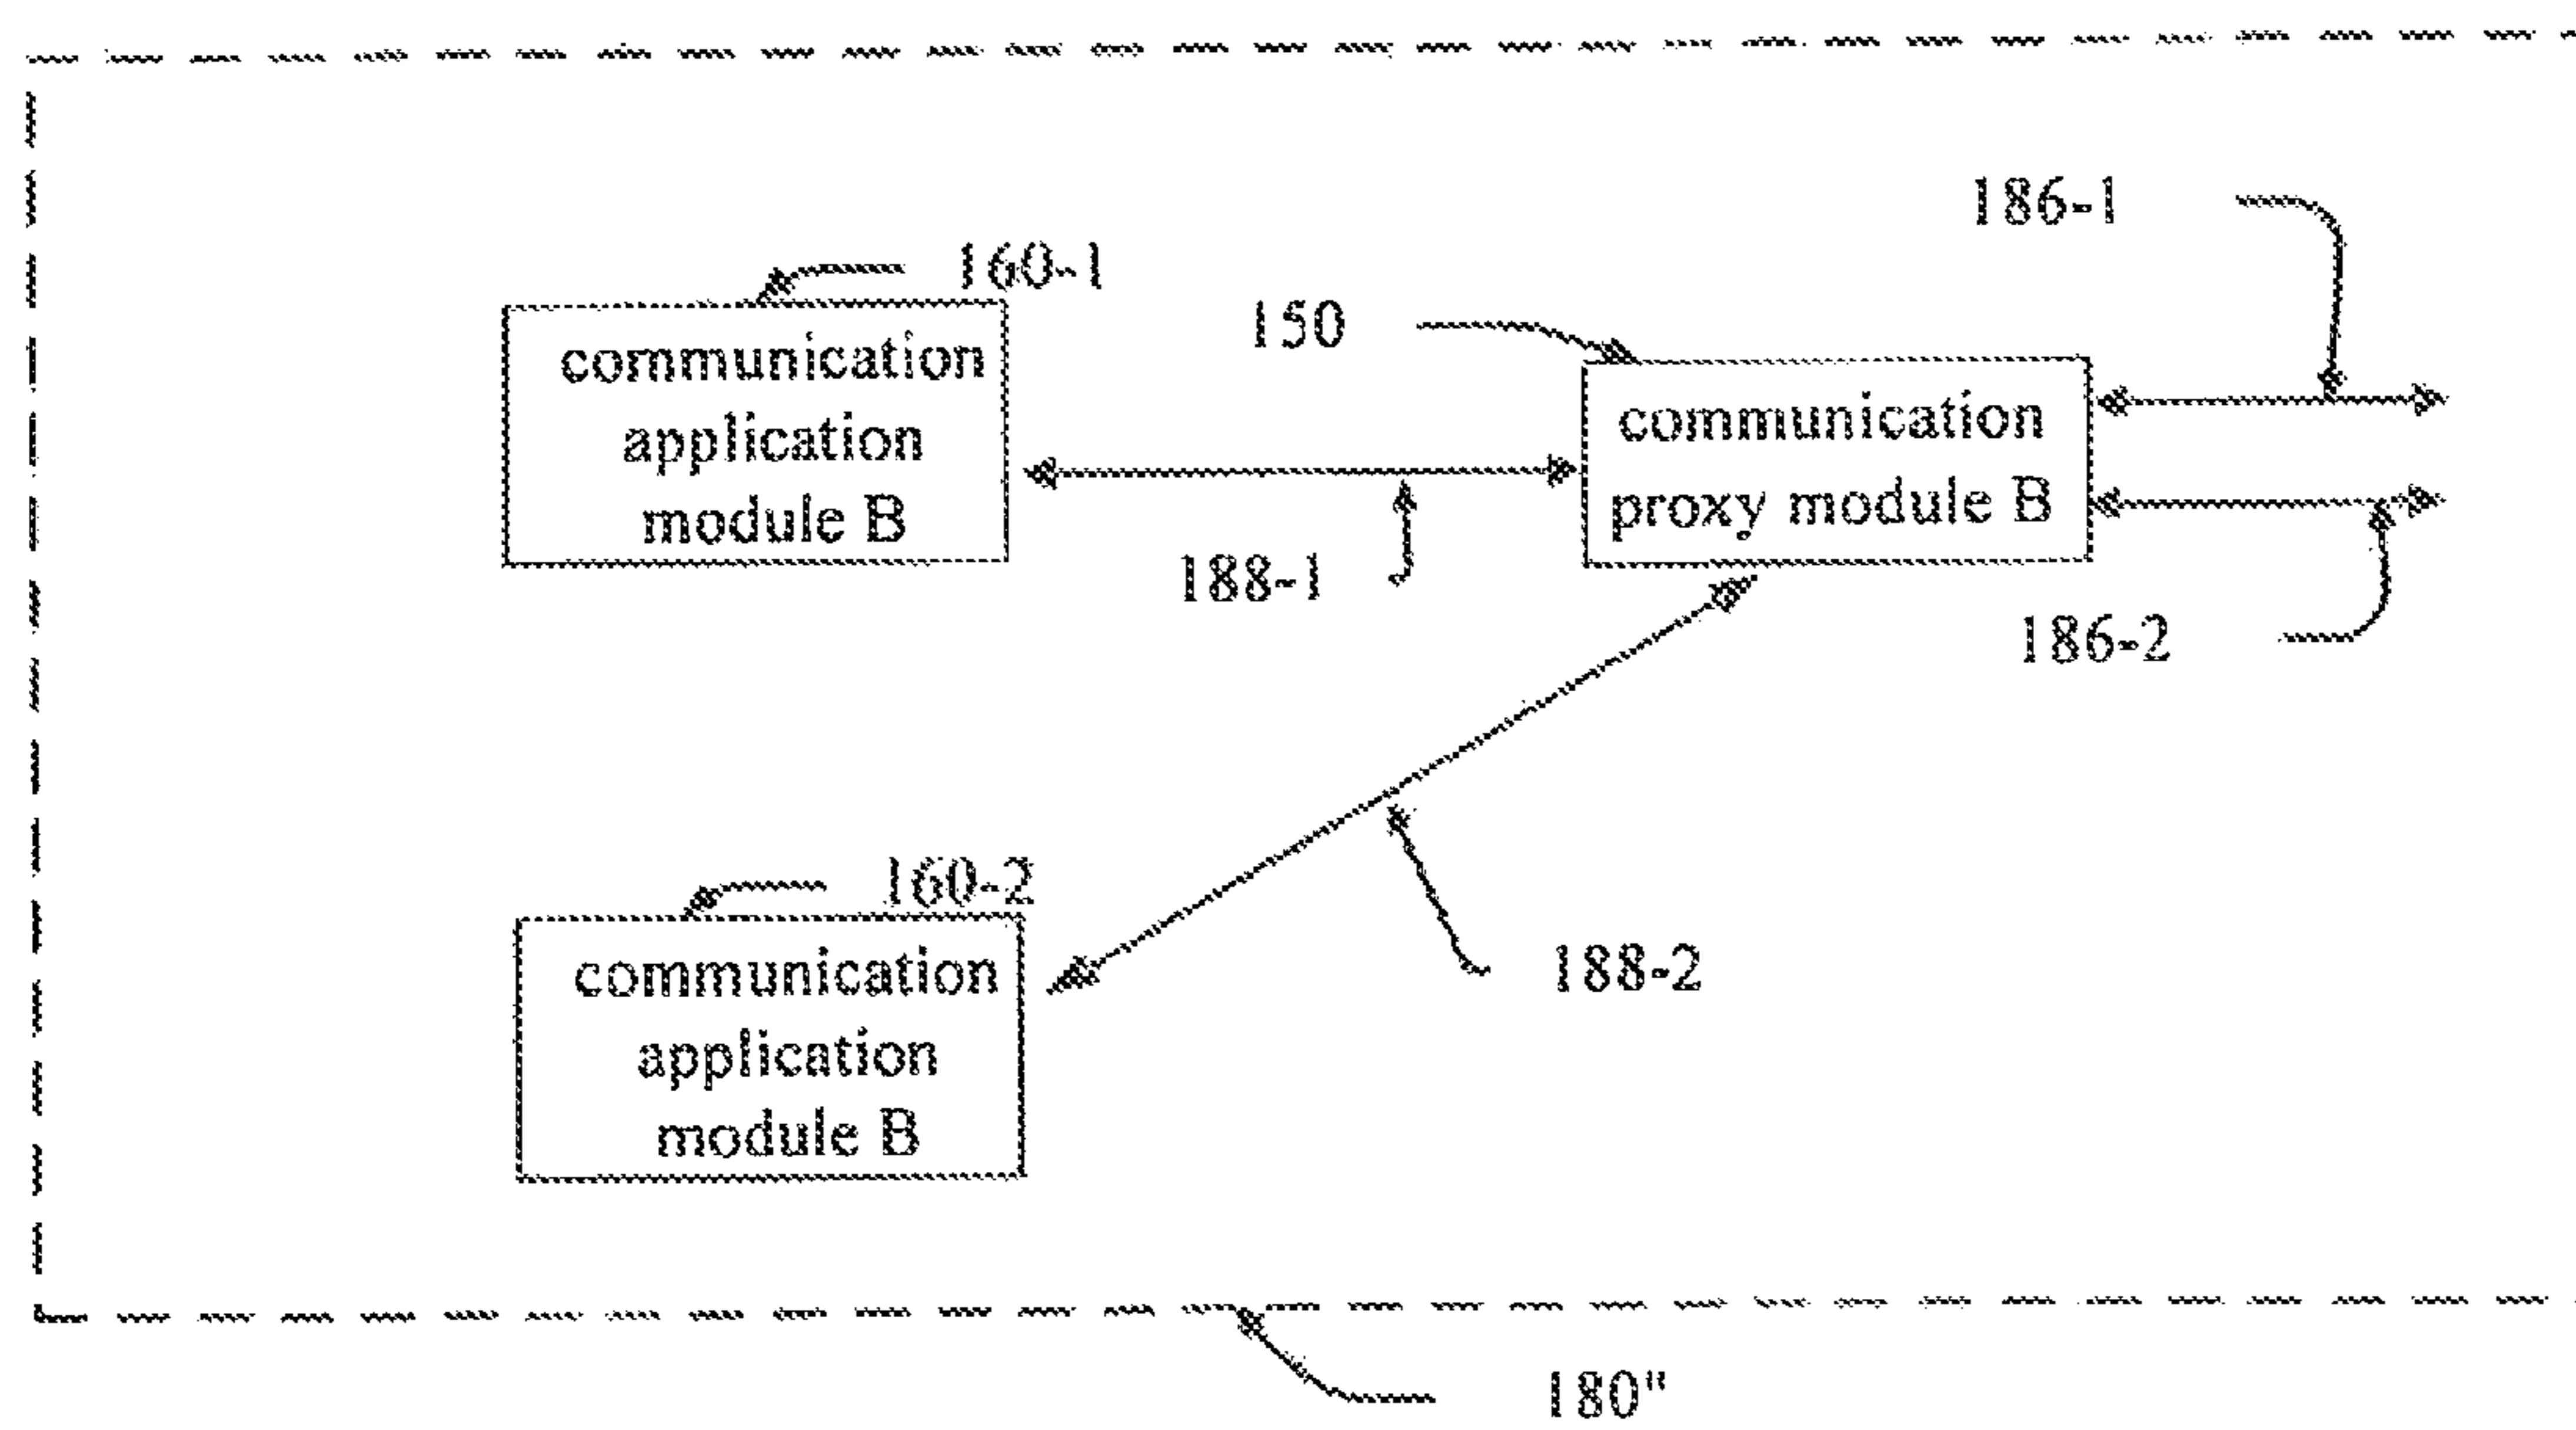 186-1
160-1
150
communication
application
module B
communication
proxy module B
188-1
186-2
160-2
188-2
communication
application
module B
180"